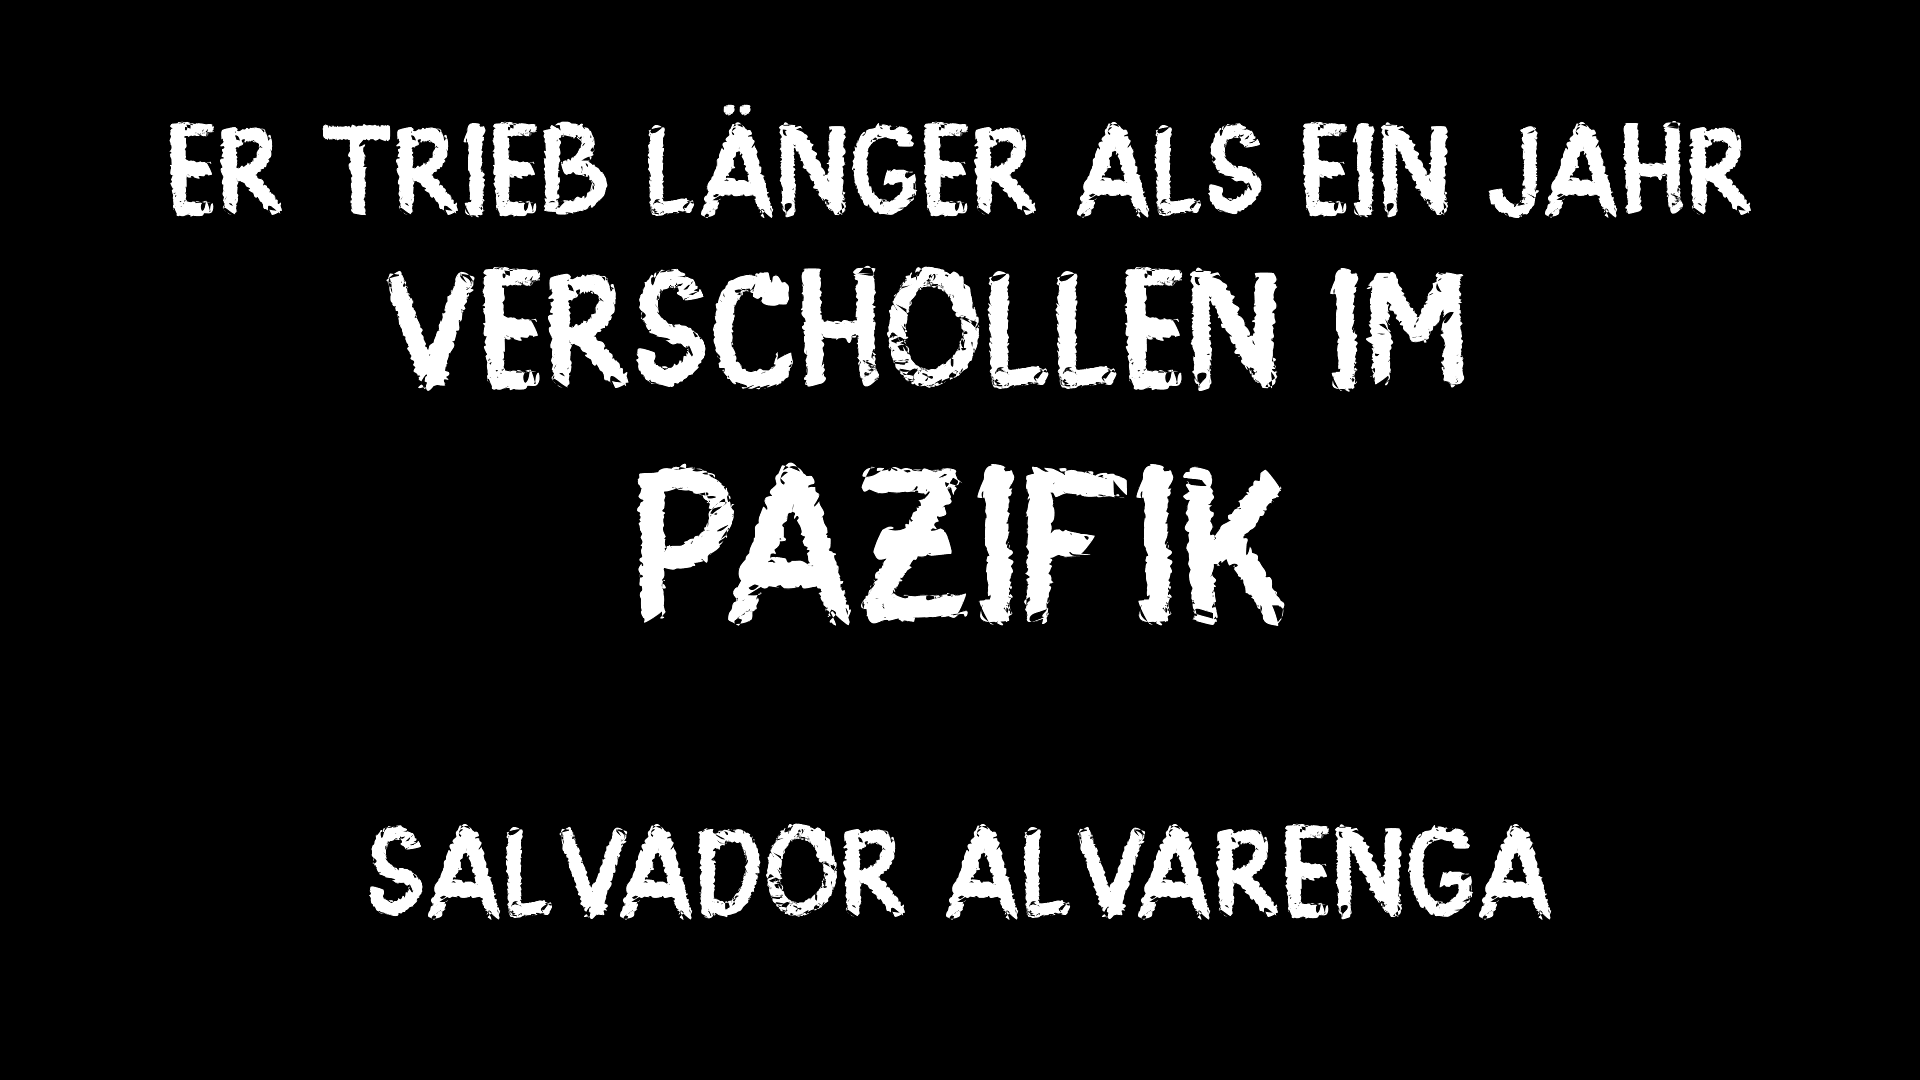 ER TRIEB LÄNGER ALS EIN JAHR
VERSCHOLLEN IM
PAZIFIK
SALVADOR ALVARENGA